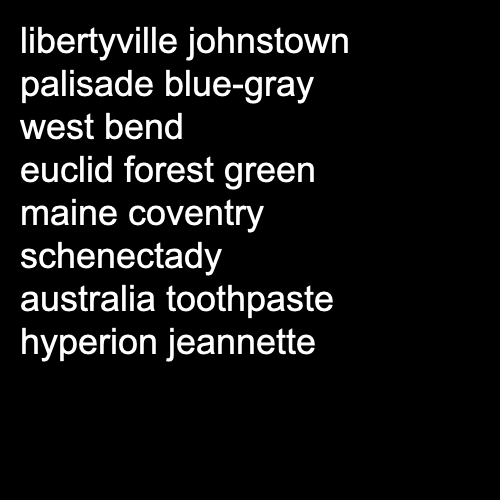 libertyville johnstown
palisade blue-gray
west bend
euclid forest green
maine coventry
schenectady
australia toothpaste
hyperion jeannette